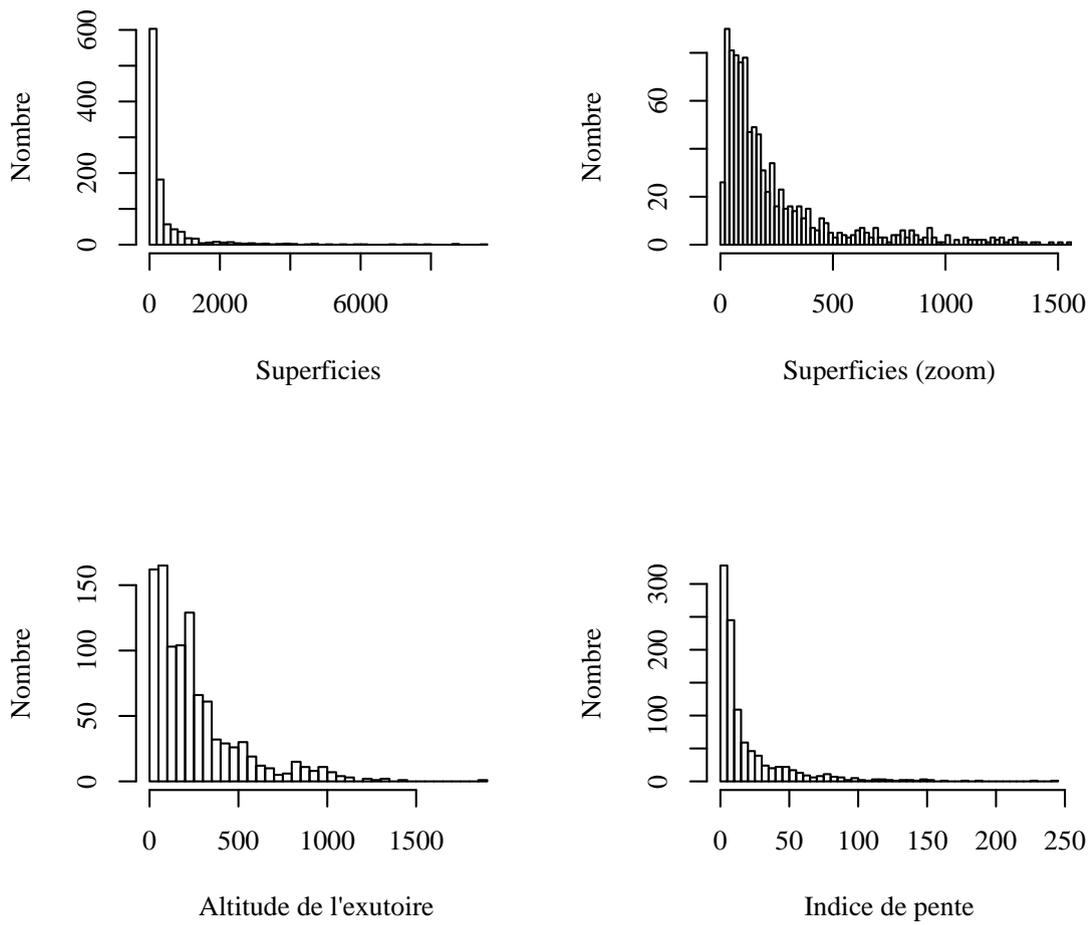 Nombre
0 200 400 600
0 2000 6000
Superficies
Nombre
0 20 60
0 500 1000 1500
Superficies (zoom)
Nombre
0 50 100 150
0 500 1000 1500
Altitude de l'exutoire
Nombre
0 100 200 300
0 50 100 150 200 250
Indice de pente